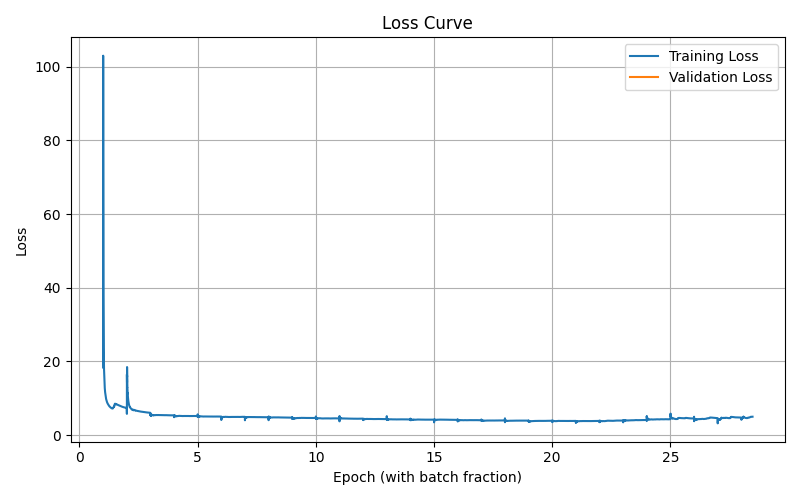 Loss Curve
Training Loss
Validation Loss
100
80
60
40
20
0
Loss
0 5 10 15 20 25
Epoch (with batch fraction)